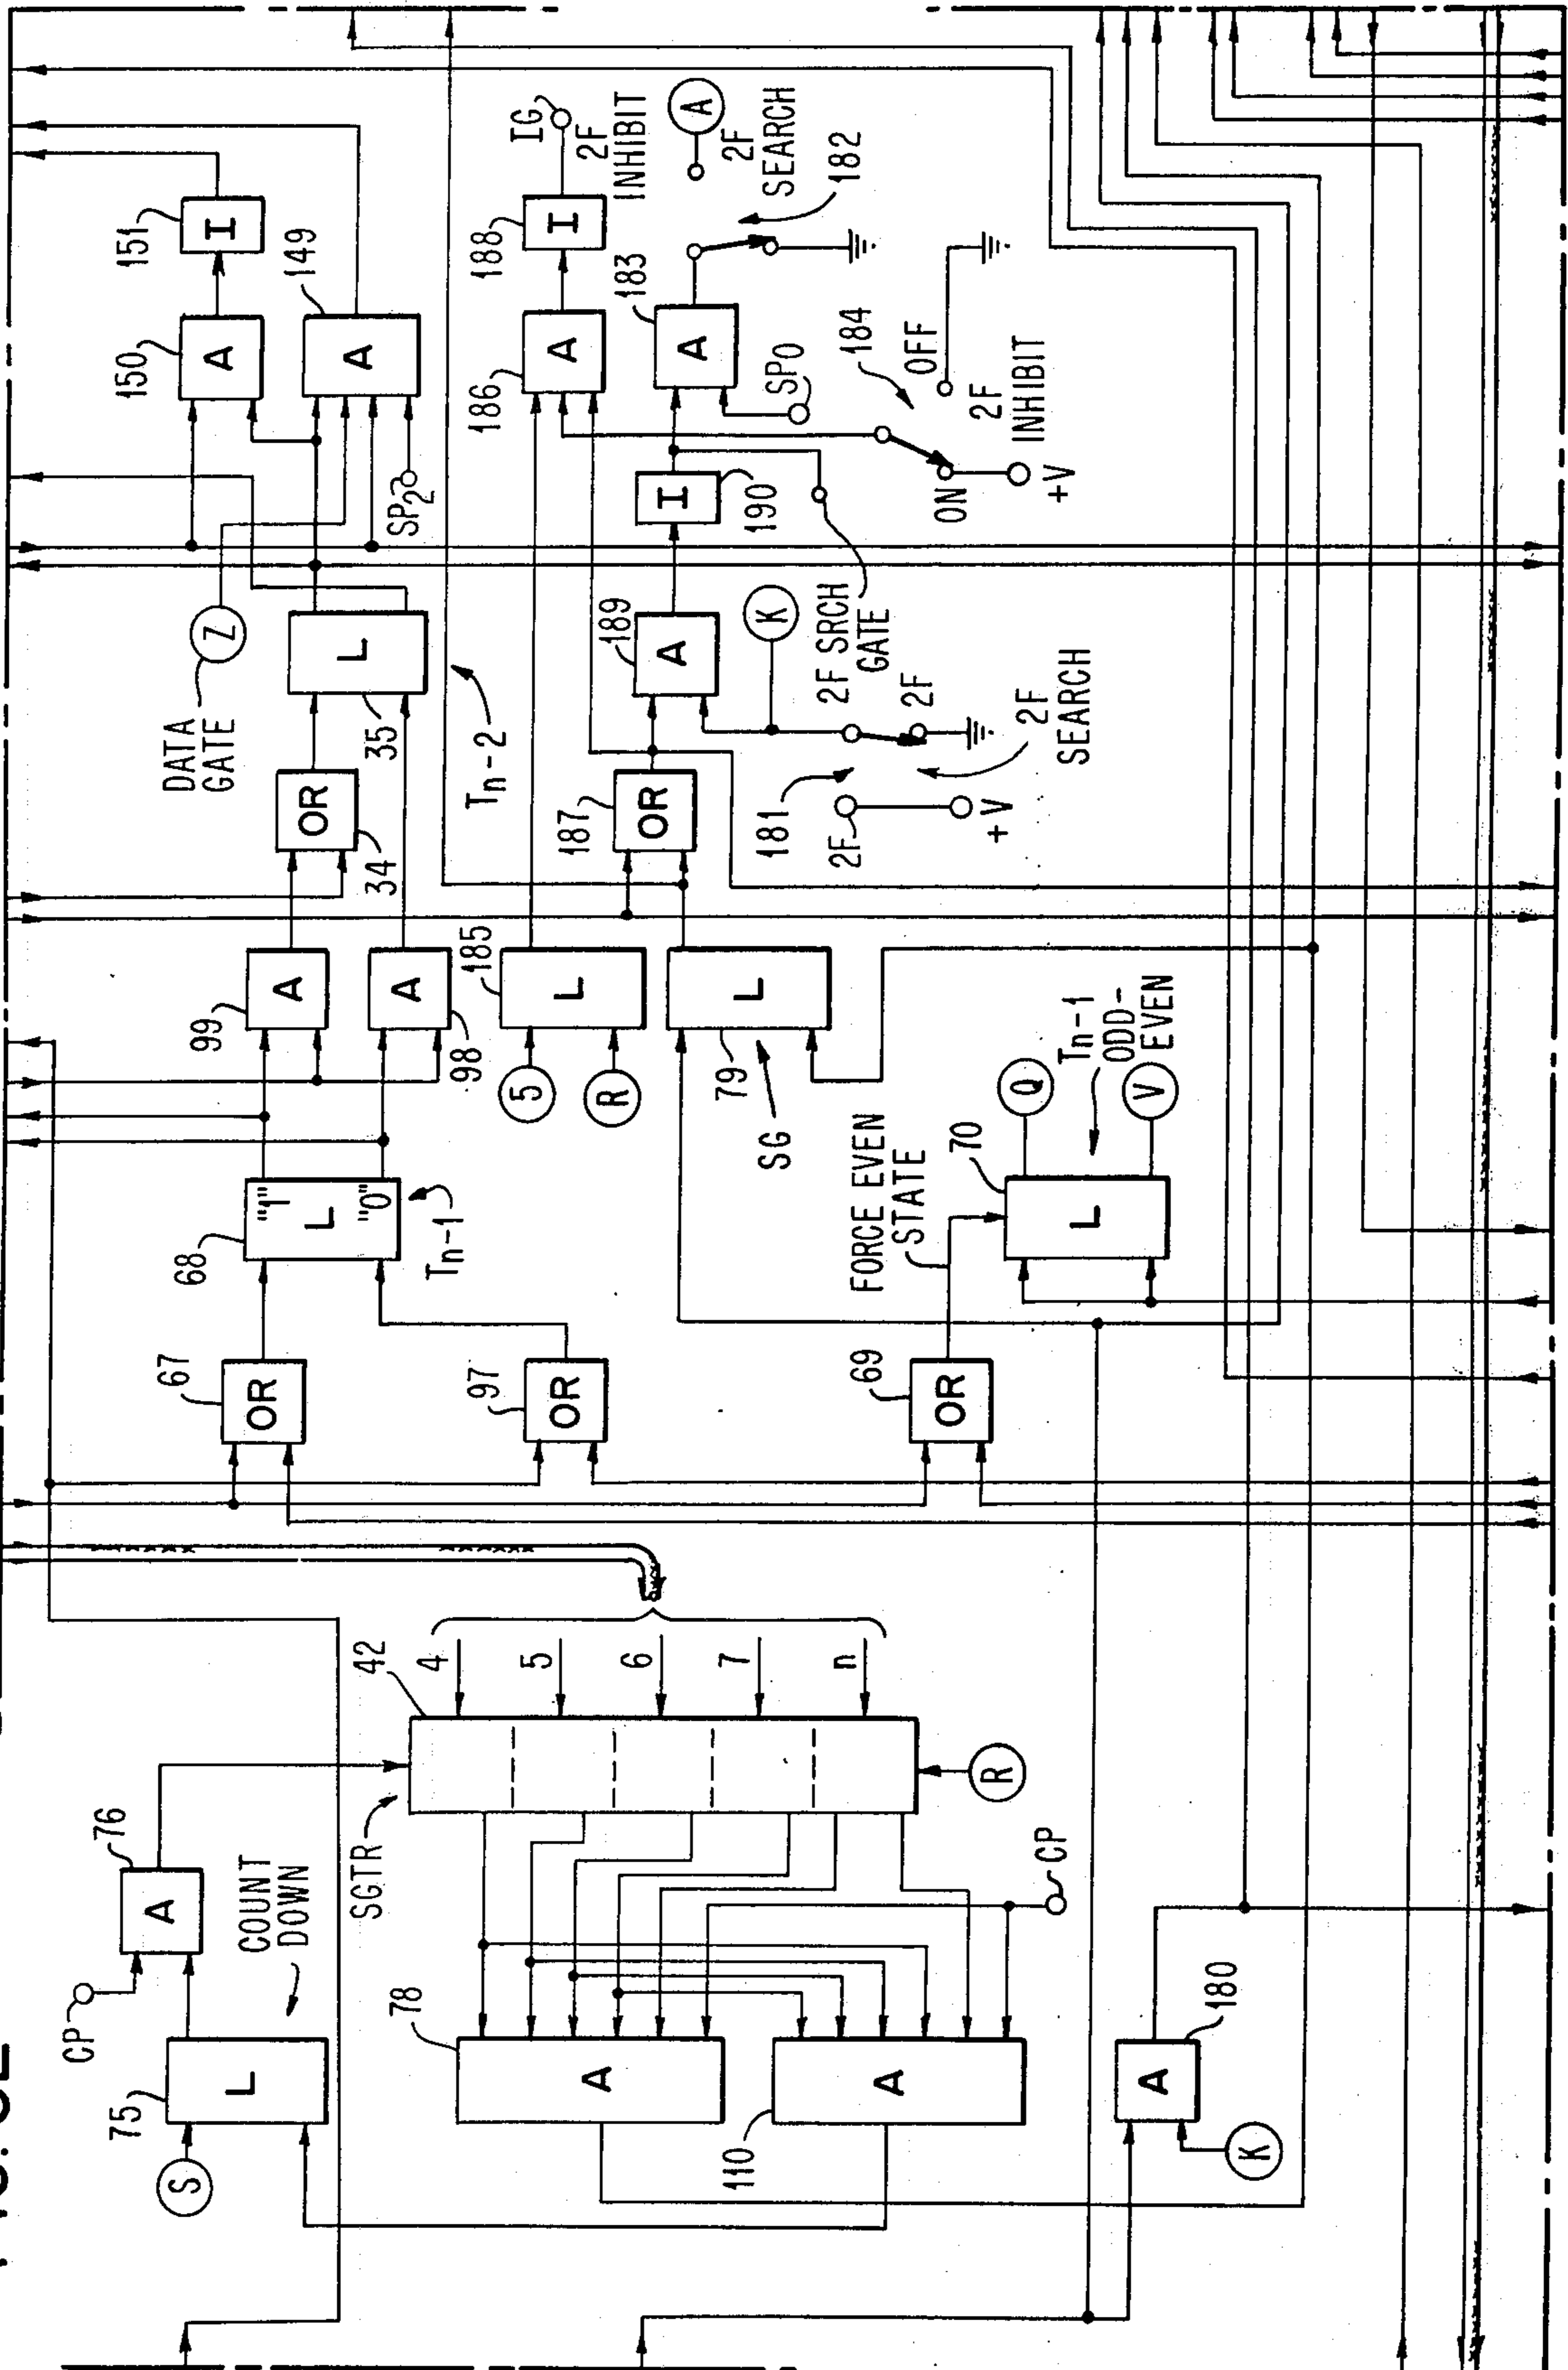 CP
75
L
S
A
76
COUNT
DOWN
SGTR
42
4
5
6
7
n
R
CP
78
A
110
A
A
180
K
67
OR
97
OR
69
OR
68
"1"
L
"0"
Tn-1
FORCE EVEN
STATE
70
L
Q
V
Tn-1
ODD-
EVEN
99
A
A
98
5
R
185
L
79
L
SG
OR
34
DATA
GATE
Z
L
35
Tn-2
187
OR
189
A
K
181
2F
+V
2F SRCH
GATE
2F
2F
SEARCH
150
A
151
I
149
A
SP2
186
A
188
I
IG
2F
INHIBIT
I
190
183
A
SP0
A
2F
SEARCH
182
184
OFF
ON
2F
INHIBIT
+V